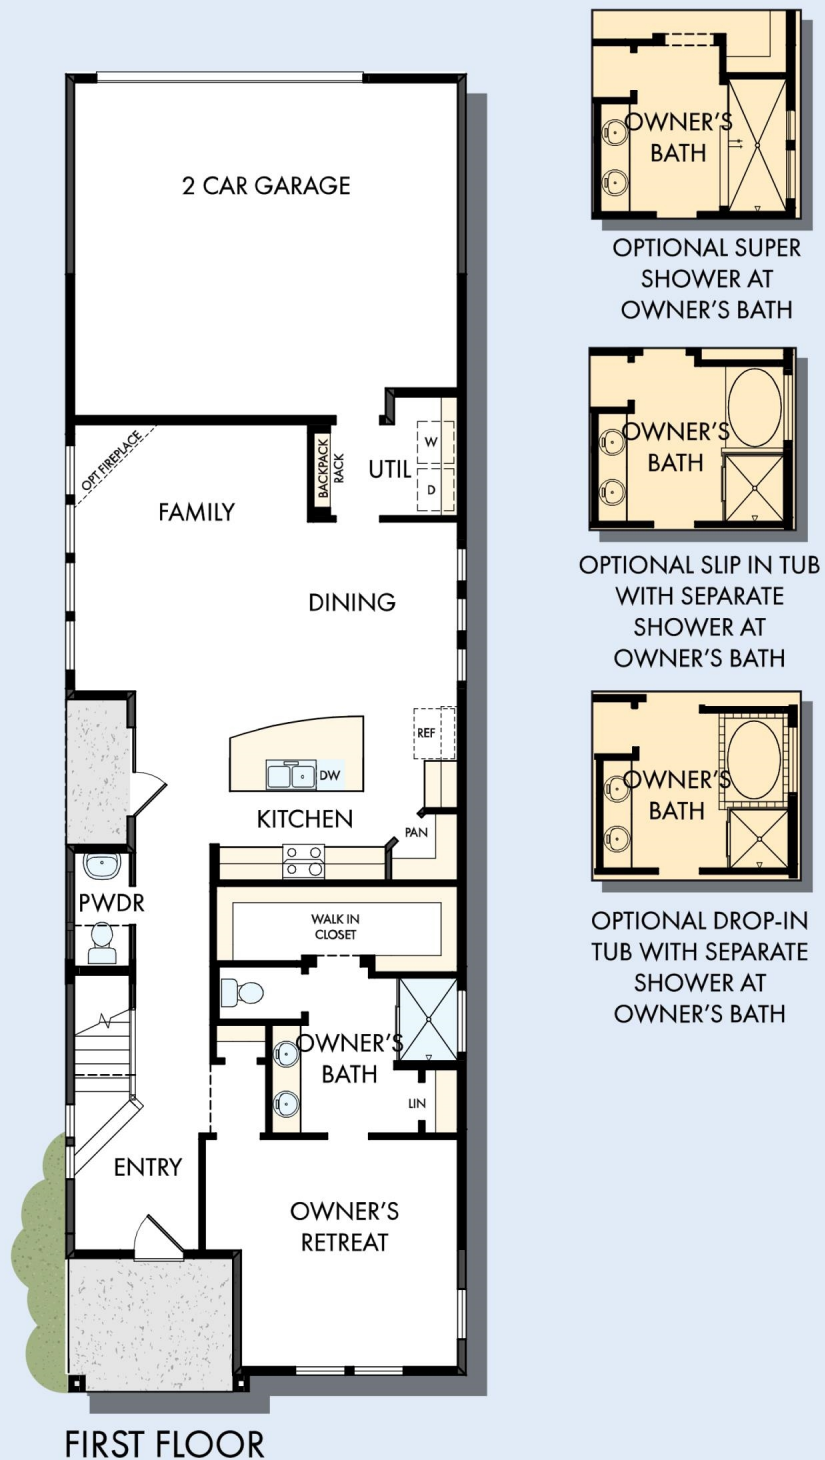 2 CAR GARAGE
OPT FIREPLACE
BACKPACK
RACK
UTIL
W
D
FAMILY
DINING
REF
DW
KITCHEN
PAN
PWDR
WALK IN
CLOSET
OWNER'S
BATH
LIN
ENTRY
OWNER'S
RETREAT
FIRST FLOOR
OWNER'S
BATH
OPTIONAL SUPER
SHOWER AT
OWNER'S BATH
OWNER'S
BATH
OPTIONAL SLIP IN TUB
WITH SEPARATE
SHOWER AT
OWNER'S BATH
OWNER'S
BATH
OPTIONAL DROP-IN
TUB WITH SEPARATE
SHOWER AT
OWNER'S BATH